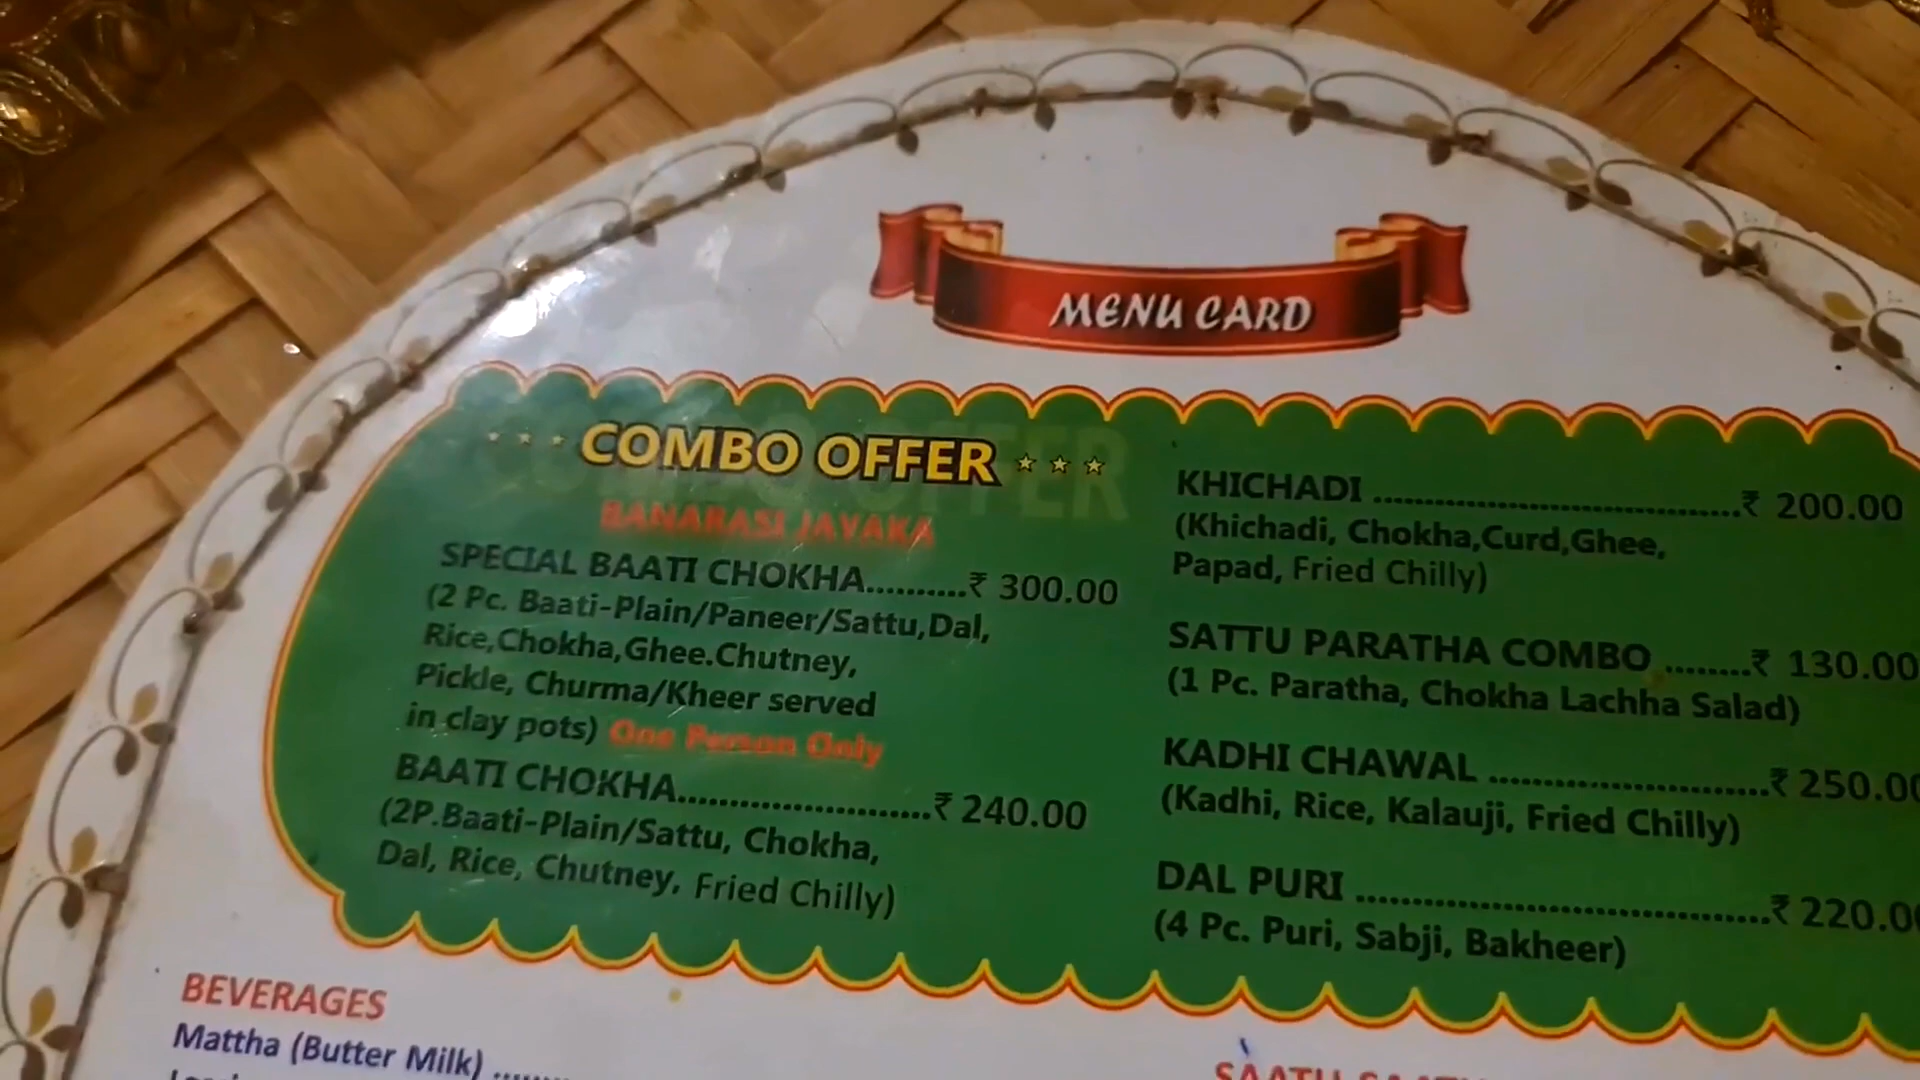 MENU CARD
*** COMBO OFFER ***
BANARASI JAYAKA
SPECIAL BAATI CHOKHA..........₹ 300.00
(2 Pc. Baati-Plain/Paneer/Sattu,Dal,
Rice,Chokha,Ghee.Chutney,
Pickle, Churma/Kheer served
in clay pots) One Person Only
BAATI CHOKHA.........................₹ 240.00
(2P.Baati-Plain/Sattu, Chokha,
Dal, Rice, Chutney, Fried Chilly)
KHICHADI ....................................₹ 200.00
(Khichadi, Chokha,Curd,Ghee,
Papad, Fried Chilly)
SATTU PARATHA COMBO ........₹ 130.00
(1 Pc. Paratha, Chokha Lachha Salad)
KADHI CHAWAL ...........................₹ 250.00
(Kadhi, Rice, Kalauji, Fried Chilly)
DAL PURI ........................................₹ 220.00
(4 Pc. Puri, Sabji, Bakheer)
BEVERAGES
Mattha (Butter Milk) ........